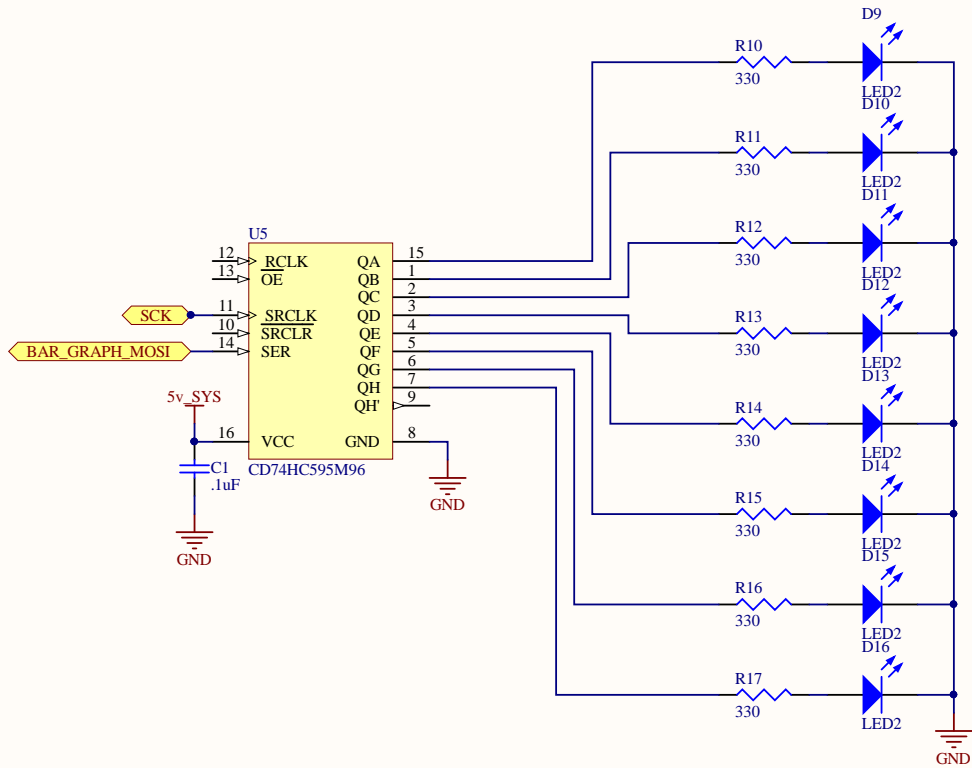 D9
R10
330
LED2
D10
R11
330
LED2
D11
R12
330
LED2
D12
R13
330
LED2
D13
R14
330
LED2
D14
R15
330
LED2
D15
R16
330
LED2
D16
R17
330
LED2
GND
U5
12 RCLK QA 15
13 OE QB 1
QC 2
SCK 11 SRCLK QD 3
10 SRCLR QE 4
BAR_GRAPH_MOSI 14 SER QF 5
QG 6
QH 7
QH' 9
5v_SYS
16 VCC GND 8
CD74HC595M96
C1
.1uF
GND
GND